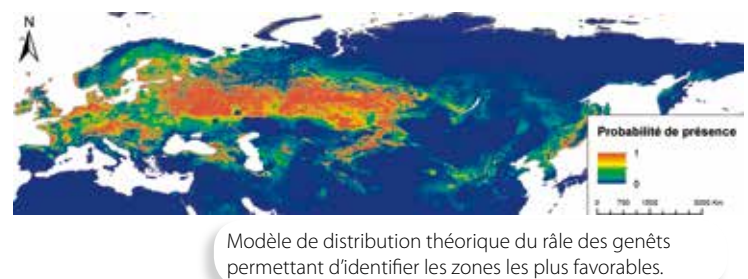 N
Probabilité de présence
1
0
0 750 1500 3000 Km
Modèle de distribution théorique du râle des genêts
permettant d'identifier les zones les plus favorables.